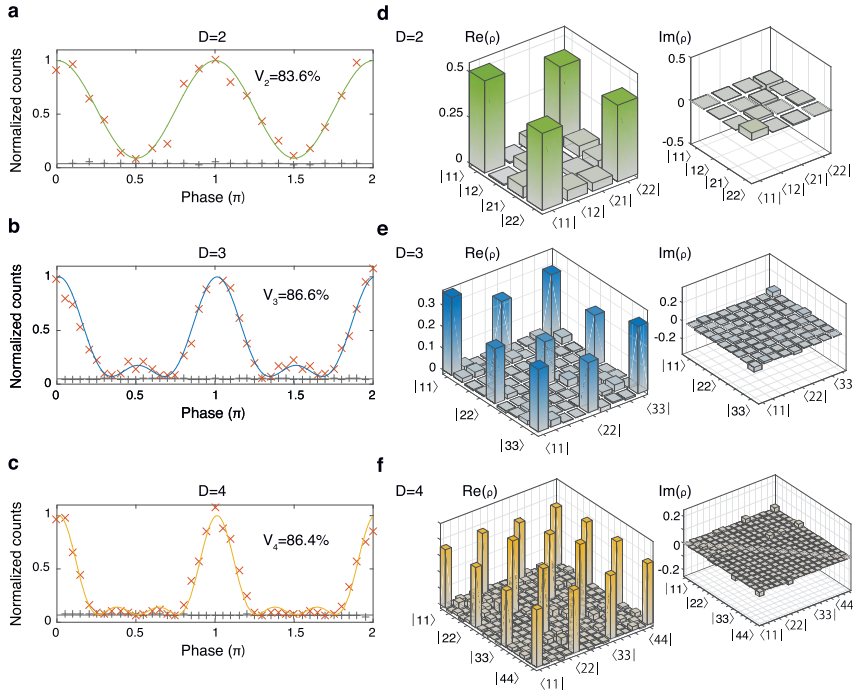 a
D=2
V2=83.6%
Normalized counts
1
0.5
0
0 0.5 1 1.5 2
Phase (π)
b
D=3
V3=86.6%
Normalized counts
1
0.5
0
0 0.5 1 1.5 2
Phase (π)
c
D=4
V4=86.4%
Normalized counts
1
0.5
0
0 0.5 1 1.5 2
Phase (π)
d
D=2
Re(ρ)
0.5
0.25
0
|11⟩
|12⟩
|21⟩
|22⟩
⟨11|
⟨12|
⟨21|
⟨22|
Im(ρ)
0.5
0
-0.5
|11⟩
|12⟩
|21⟩
|22⟩
⟨11|
⟨12|
⟨21|
⟨22|
e
D=3
Re(ρ)
0.3
0.2
0.1
0
|11⟩
|22⟩
|33⟩
⟨11|
⟨22|
⟨33|
Im(ρ)
0.2
0
-0.2
|11⟩
|22⟩
|33⟩
⟨11|
⟨22|
⟨33
f
D=4
Re(ρ)
|11⟩
|22⟩
|33⟩
|44⟩
⟨11|
⟨22|
⟨33|
⟨44|
Im(ρ)
0.2
0
-0.2
|11⟩
|22⟩
|33⟩
|44⟩
⟨11|
⟨22|
⟨33|
⟨44